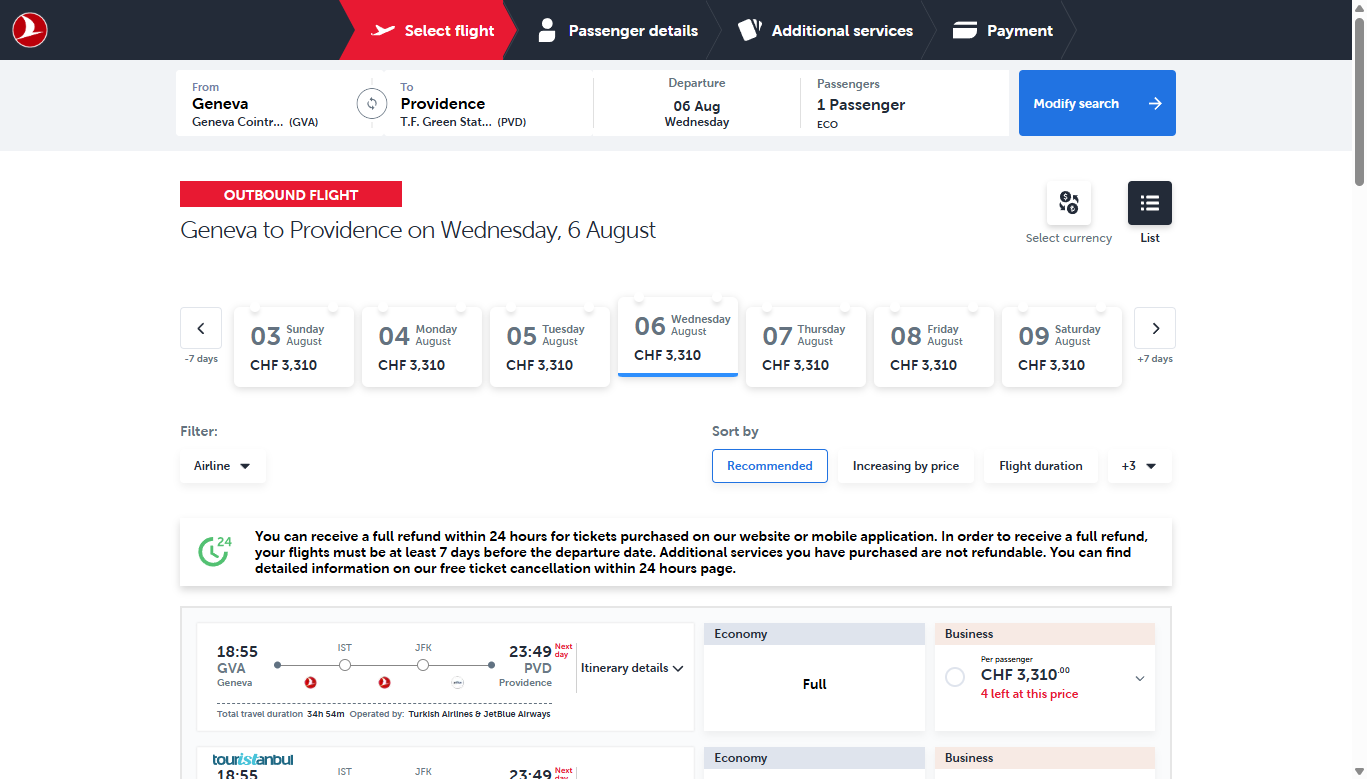 Select flight
Passenger details
Additional services
Payment
From
Geneva
Geneva Cointr... (GVA)
To
Providence
T.F. Green Stat... (PVD)
Departure
06 Aug
Wednesday
Passengers
1 Passenger
ECO
Modify search
OUTBOUND FLIGHT
Geneva to Providence on Wednesday, 6 August
Select currency
List
-7 days
03 Sunday August
CHF 3,310
04 Monday August
CHF 3,310
05 Tuesday August
CHF 3,310
06 Wednesday August
CHF 3,310
07 Thursday August
CHF 3,310
08 Friday August
CHF 3,310
09 Saturday August
CHF 3,310
+7 days
Filter:
Airline
Sort by
Recommended
Increasing by price
Flight duration
+3
24
You can receive a full refund within 24 hours for tickets purchased on our website or mobile application. In order to receive a full refund,
your flights must be at least 7 days before the departure date. Additional services you have purchased are not refundable. You can find
detailed information on our free ticket cancellation within 24 hours page.
18:55
GVA
Geneva
IST
JFK
23:49 Next day
PVD
Providence
Itinerary details
Total travel duration 34h 54m Operated by: Turkish Airlines & JetBlue Airways
Economy
Full
Business
Per passenger
CHF 3,310.00
4 left at this price
touristanbul
18:55
IST
JFK
23:49 Next day
Economy
Business